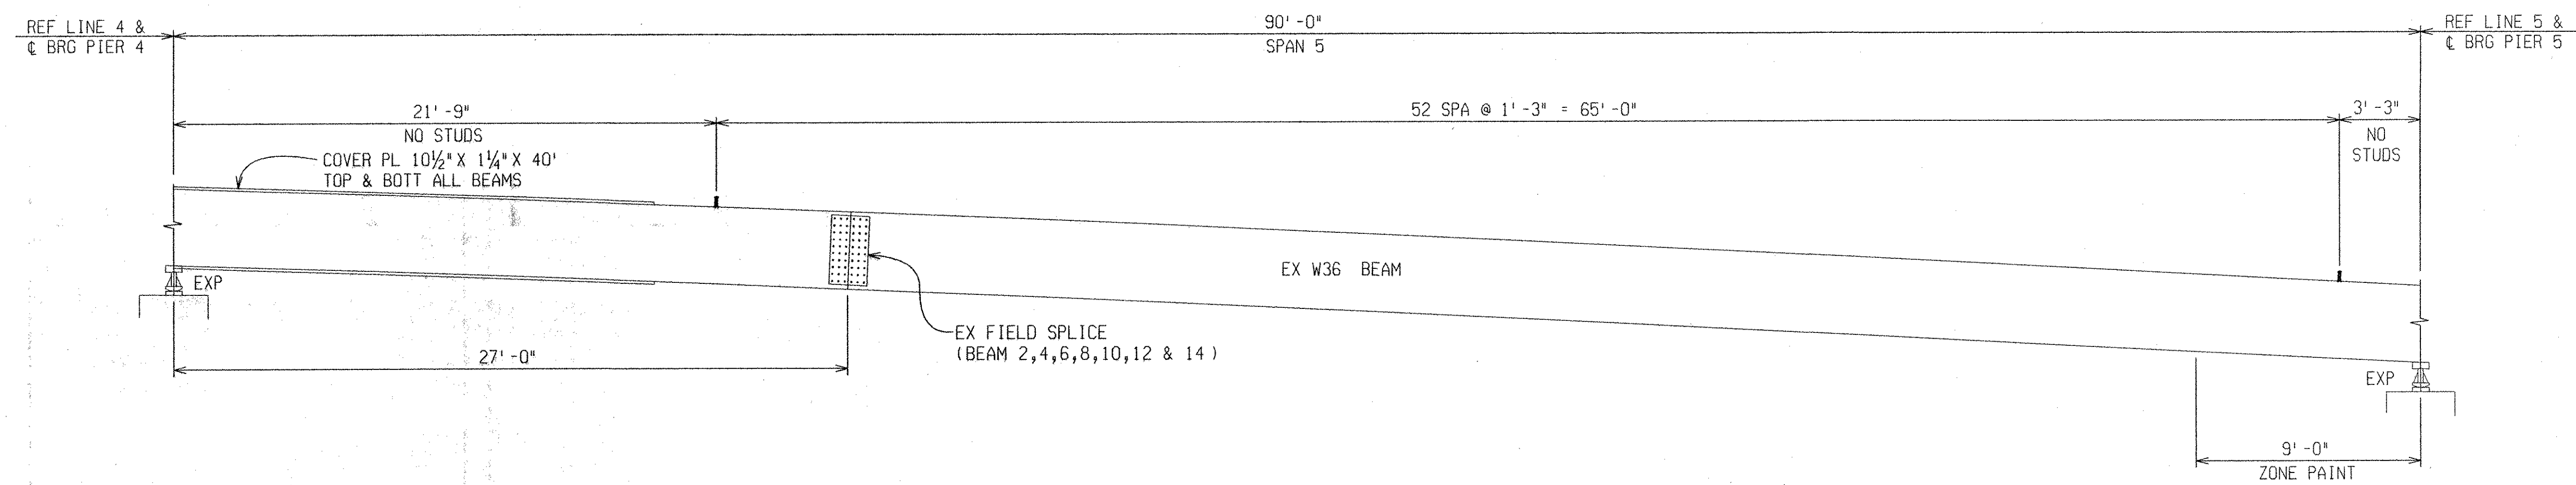 REF LINE 4 &
℄ BRG PIER 4
90'-0"
SPAN 5
REF LINE 5 &
℄ BRG PIER 5
21'-9"
NO STUDS
52 SPA @ 1'-3" = 65'-0"
3'-3"
NO
STUDS
COVER PL 10½" X 1¼" X 40'
TOP & BOTT ALL BEAMS
EXP
EX W36 BEAM
EX FIELD SPLICE
(BEAM 2,4,6,8,10,12 & 14)
27'-0"
EXP
9'-0"
ZONE PAINT